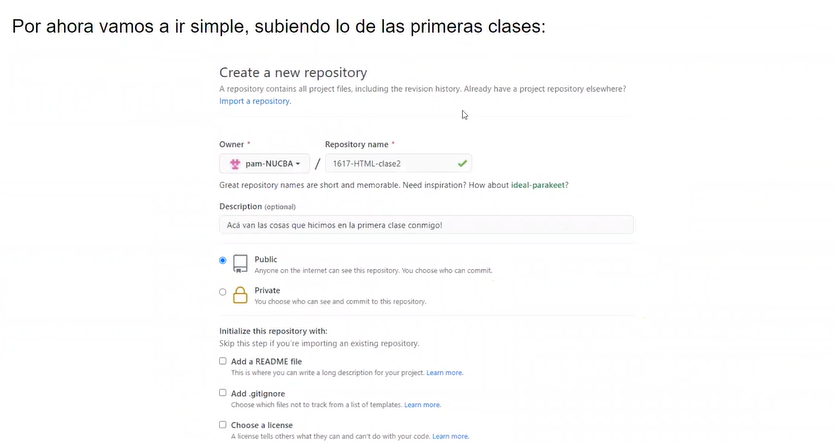 Por ahora vamos a ir simple, subiendo lo de las primeras clases:
Create a new repository
A repository contains all project files, including the revision history. Already have a project repository elsewhere?
Import a repository.
Owner * Repository name *
pam-NUCBA / 1617-HTML-clase2
Great repository names are short and memorable. Need inspiration? How about ideal-parakeet?
Description (optional)
Acá van las cosas que hicimos en la primera clase conmigo!
Public
Anyone on the internet can see this repository. You choose who can commit.
Private
You choose who can see and commit to this repository.
Initialize this repository with:
Skip this step if you're importing an existing repository.
Add a README file
This is where you can write a long description for your project. Learn more.
Add .gitignore
Choose which files not to track from a list of templates. Learn more.
Choose a license
A license tells others what they can and can't do with your code. Learn more.